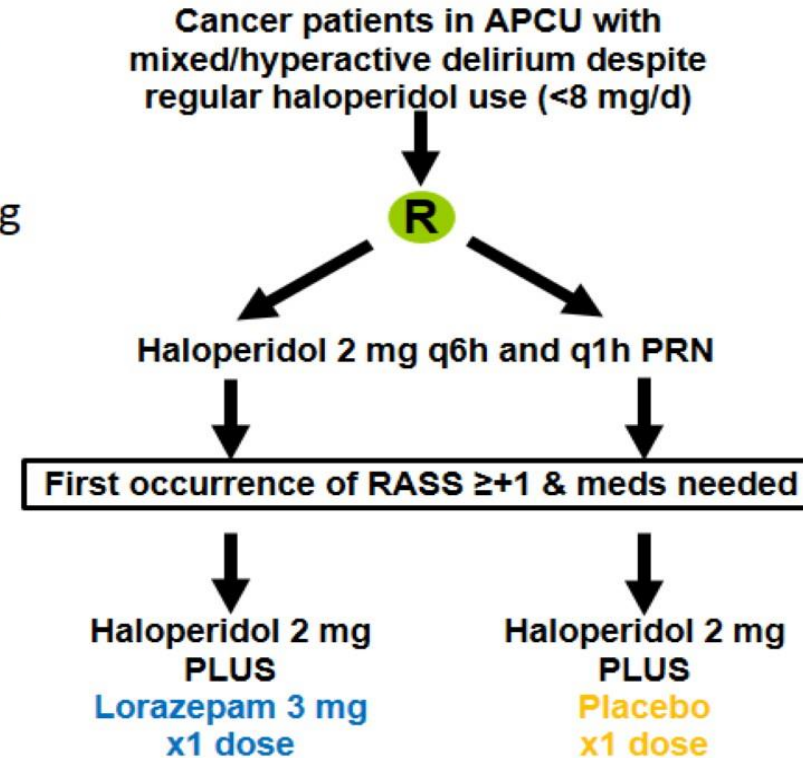 Cancer patients in APCU with
mixed/hyperactive delirium despite
regular haloperidol use (<8 mg/d)
g
R
Haloperidol 2 mg q6h and q1h PRN
First occurrence of RASS ≥+1 & meds needed
Haloperidol 2 mg
PLUS
Lorazepam 3 mg
x1 dose
Haloperidol 2 mg
PLUS
Placebo
x1 dose